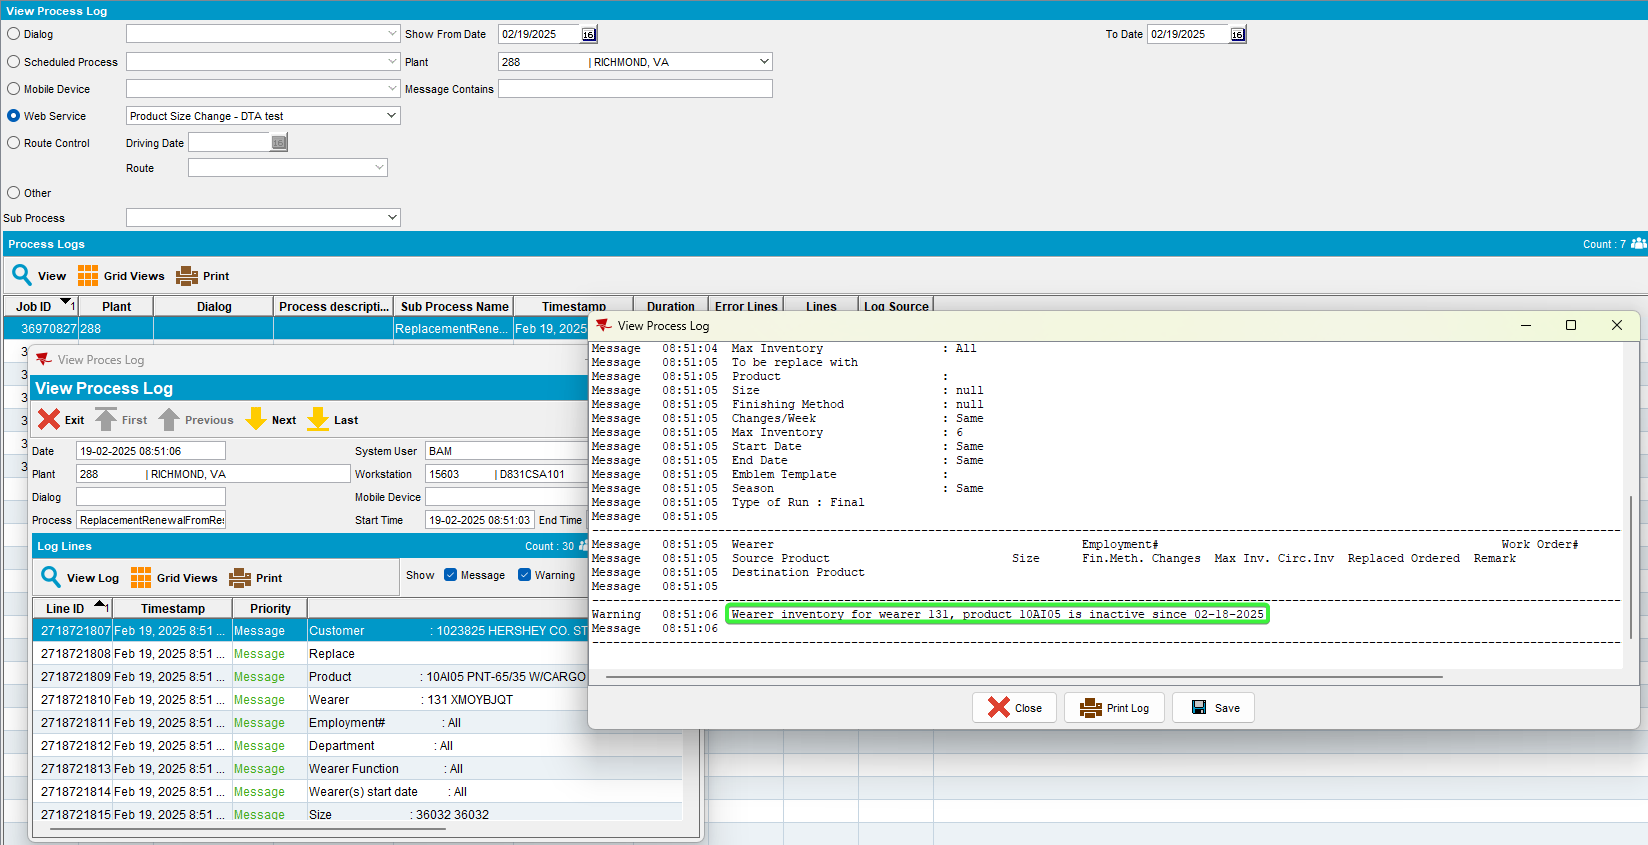 View Process Log
Dialog
Show From Date 02/19/2025 16
To Date 02/19/2025 16
Scheduled Process
Plant 288 | RICHMOND, VA
Mobile Device
Message Contains
Web Service Product Size Change - DTA test
Route Control Driving Date 16
Route
Other
Sub Process
Process Logs Count : 7
View Grid Views Print
Job ID 1 Plant Dialog Process descripti... Sub Process Name Timestamp Duration Error Lines Lines Log Source
36970827 288 ReplacementRene... Feb 19, 2025
3
3
3
3
3
3
View Proces Log
View Process Log
Exit First Previous Next Last
Date 19-02-2025 08:51:06 System User BAM
Plant 288 | RICHMOND, VA Workstation 15603 | D831CSA101
Dialog Mobile Device
Process ReplacementRenewalFromRes Start Time 19-02-2025 08:51:03 End Time
Log Lines Count : 30
View Log Grid Views Print Show Message Warning
Line ID 1 Timestamp Priority
2718721807 Feb 19, 2025 8:51 ... Message Customer : 1023825 HERSHEY CO. ST
2718721808 Feb 19, 2025 8:51 ... Message Replace
2718721809 Feb 19, 2025 8:51 ... Message Product : 10AI05 PNT-65/35 W/CARGO
2718721810 Feb 19, 2025 8:51 ... Message Wearer : 131 XMOYBJQT
2718721811 Feb 19, 2025 8:51 ... Message Employment# : All
2718721812 Feb 19, 2025 8:51 ... Message Department : All
2718721813 Feb 19, 2025 8:51 ... Message Wearer Function : All
2718721814 Feb 19, 2025 8:51 ... Message Wearer(s) start date : All
2718721815 Feb 19, 2025 8:51 ... Message Size : 36032 36032
View Process Log
Message 08:51:04 Max Inventory : All
Message 08:51:05 To be replace with
Message 08:51:05 Product :
Message 08:51:05 Size : null
Message 08:51:05 Finishing Method : null
Message 08:51:05 Changes/Week : Same
Message 08:51:05 Max Inventory : 6
Message 08:51:05 Start Date : Same
Message 08:51:05 End Date : Same
Message 08:51:05 Emblem Template :
Message 08:51:05 Season : Same
Message 08:51:05 Type of Run : Final
Message 08:51:05
Message 08:51:05 Wearer Employment# Work Order#
Message 08:51:05 Source Product Size Fin.Meth. Changes Max Inv. Circ.Inv Replaced Ordered Remark
Message 08:51:05 Destination Product
Message 08:51:05
Warning 08:51:06 Wearer inventory for wearer 131, product 10AI05 is inactive since 02-18-2025
Message 08:51:06
Close Print Log Save